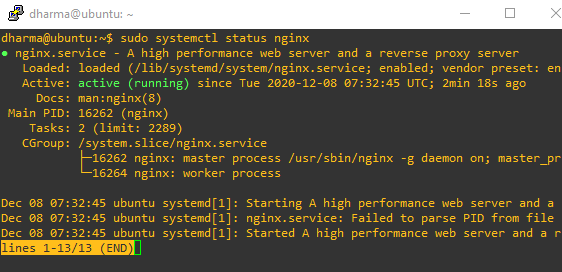 dharma@ubuntu: ~
dharma@ubuntu:~$ sudo systemctl status nginx
● nginx.service - A high performance web server and a reverse proxy server
Loaded: loaded (/lib/systemd/system/nginx.service; enabled; vendor preset: en
Active: active (running) since Tue 2020-12-08 07:32:45 UTC; 2min 18s ago
Docs: man:nginx(8)
Main PID: 16262 (nginx)
Tasks: 2 (limit: 2289)
CGroup: /system.slice/nginx.service
├─16262 nginx: master process /usr/sbin/nginx -g daemon on; master_pr
└─16264 nginx: worker process
Dec 08 07:32:45 ubuntu systemd[1]: Starting A high performance web server and a
Dec 08 07:32:45 ubuntu systemd[1]: nginx.service: Failed to parse PID from file
Dec 08 07:32:45 ubuntu systemd[1]: Started A high performance web server and a r
lines 1-13/13 (END)